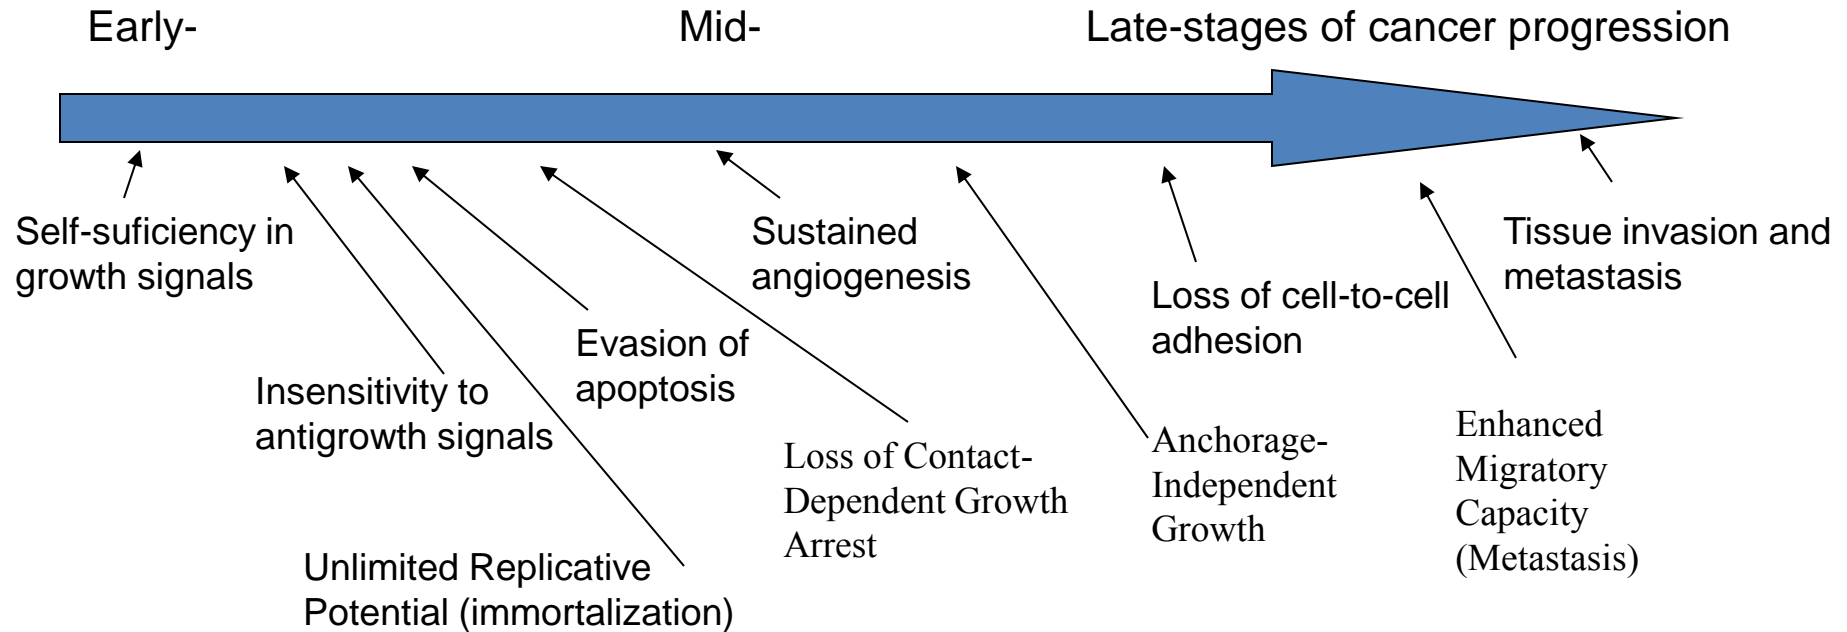 Early-
Mid-
Late-stages of cancer progression
Self-suficiency in
growth signals
Insensitivity to
antigrowth signals
Unlimited Replicative
Potential (immortalization)
Evasion of
apoptosis
Loss of Contact-
Dependent Growth
Arrest
Sustained
angiogenesis
Anchorage-
Independent
Growth
Loss of cell-to-cell
adhesion
Enhanced
Migratory
Capacity
(Metastasis)
Tissue invasion and
metastasis